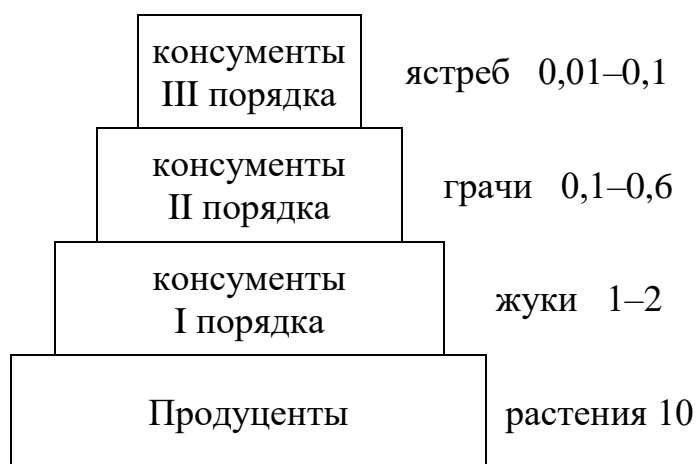 консументы
III порядка
ястреб 0,01–0,1
консументы
II порядка
грачи 0,1–0,6
консументы
I порядка
жуки 1–2
Продуценты
растения 10